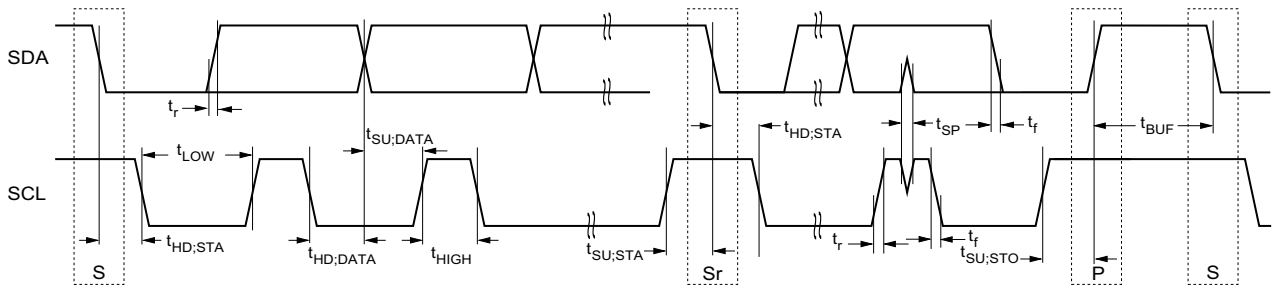 SDA
t_r
t_SU;DATA
t_HD;STA
t_SP
t_f
t_BUF
t_LOW
SCL
t_HD;STA
t_HD;DATA
t_HIGH
t_SU;STA
t_r
t_f
t_SU;STO
S
Sr
P
S